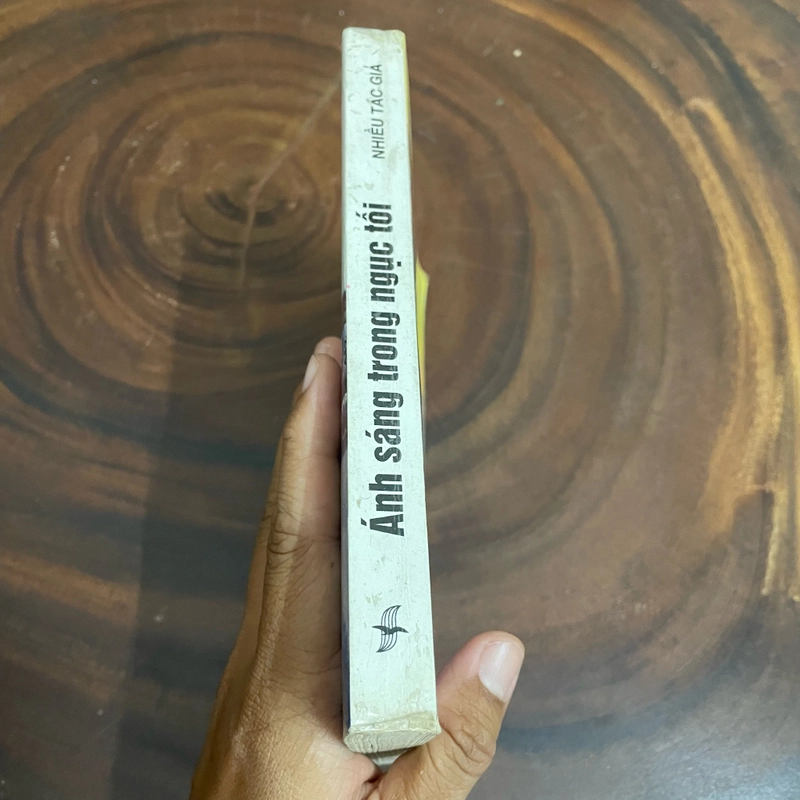 NHIỀU TÁC GIẢ
Ánh sáng trong ngục tối